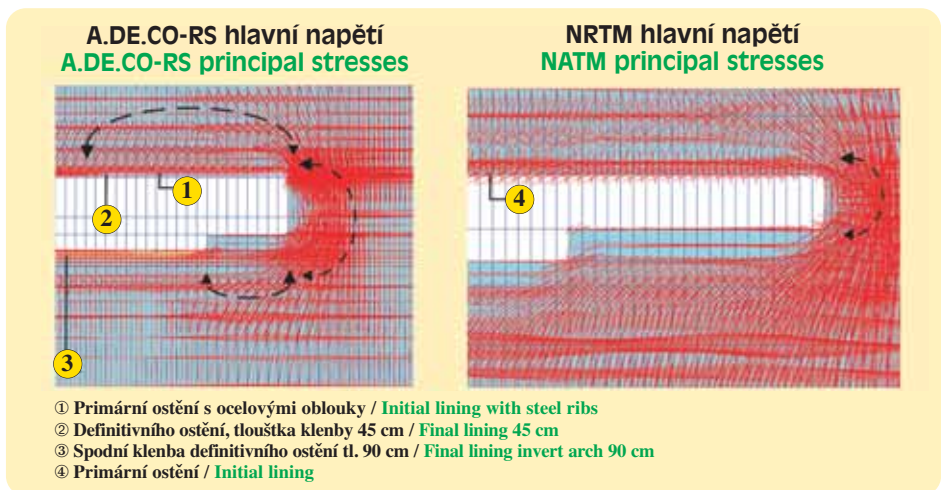 A.DE.CO-RS hlavní napětí
A.DE.CO-RS principal stresses
NRTM hlavní napětí
NATM principal stresses
1
2
3
4
① Primární ostění s ocelovými oblouky / Initial lining with steel ribs
② Definitivního ostění, tlouštka klenby 45 cm / Final lining 45 cm
③ Spodní klenba definitivního ostění tl. 90 cm / Final lining invert arch 90 cm
④ Primární ostění / Initial lining